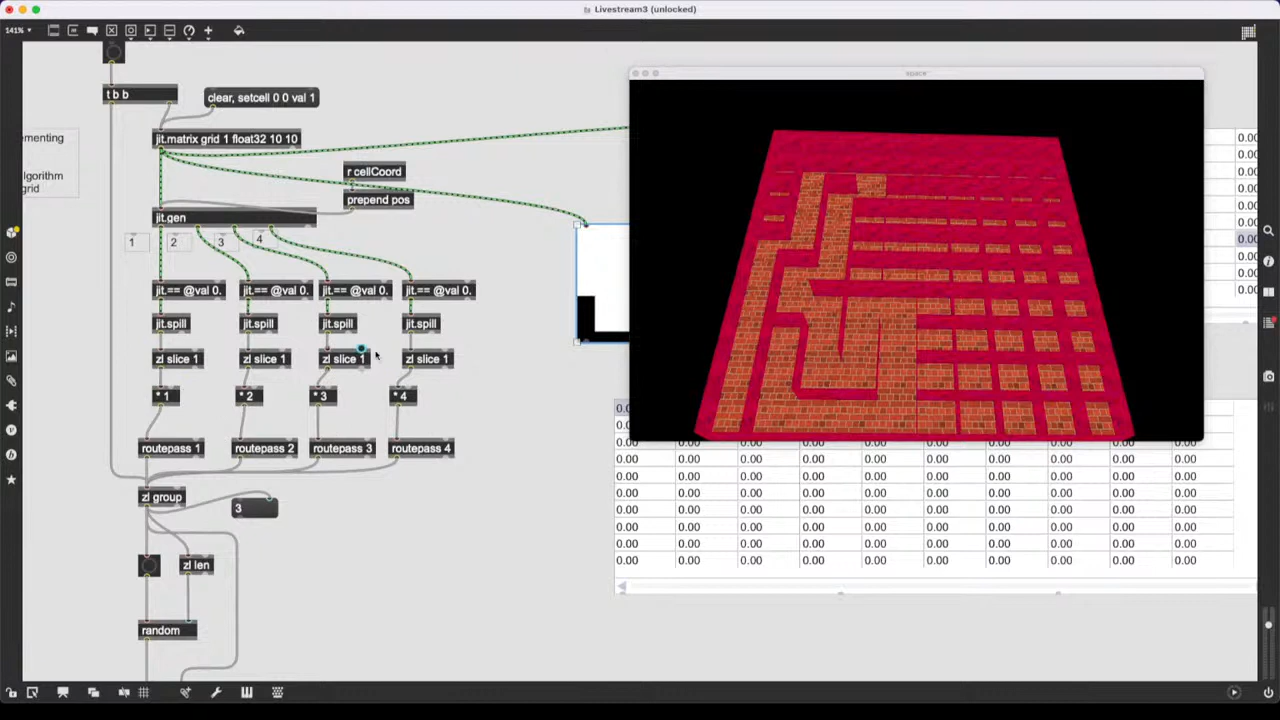 Livestream3 (unlocked)
141%
t b b
clear, setcell 0 0 val 1
ementing
jit.matrix grid 1 float32 10 10
lgorithm
grid
r cellCoord
prepend pos
jit.gen
1
2
3
4
jit.== @val 0.
jit.== @val 0.
jit.== @val 0.
jit.== @val 0.
jit.spill
jit.spill
jit.spill
jit.spill
zl slice 1
zl slice 1
zl slice 1
zl slice 1
* 1
* 2
* 3
* 4
routepass 1
routepass 2
routepass 3
routepass 4
zl group
3
zl len
random
0.0
0.00
0.00
0.00
0.00
0.00
0.00
0.00
0.00
0.00
0.00
0.00 0.00 0.00 0.00 0.00 0.00 0.00 0.00 0.00 0.00
0.00 0.00 0.00 0.00 0.00 0.00 0.00 0.00 0.00 0.00
0.00 0.00 0.00 0.00 0.00 0.00 0.00 0.00 0.00 0.00
0.00 0.00 0.00 0.00 0.00 0.00 0.00 0.00 0.00 0.00
0.00 0.00 0.00 0.00 0.00 0.00 0.00 0.00 0.00 0.00
0.00 0.00 0.00 0.00 0.00 0.00 0.00 0.00 0.00 0.00
0.00 0.00 0.00 0.00 0.00 0.00 0.00 0.00 0.00 0.00
0.00 0.00 0.00 0.00 0.00 0.00 0.00 0.00 0.00 0.00